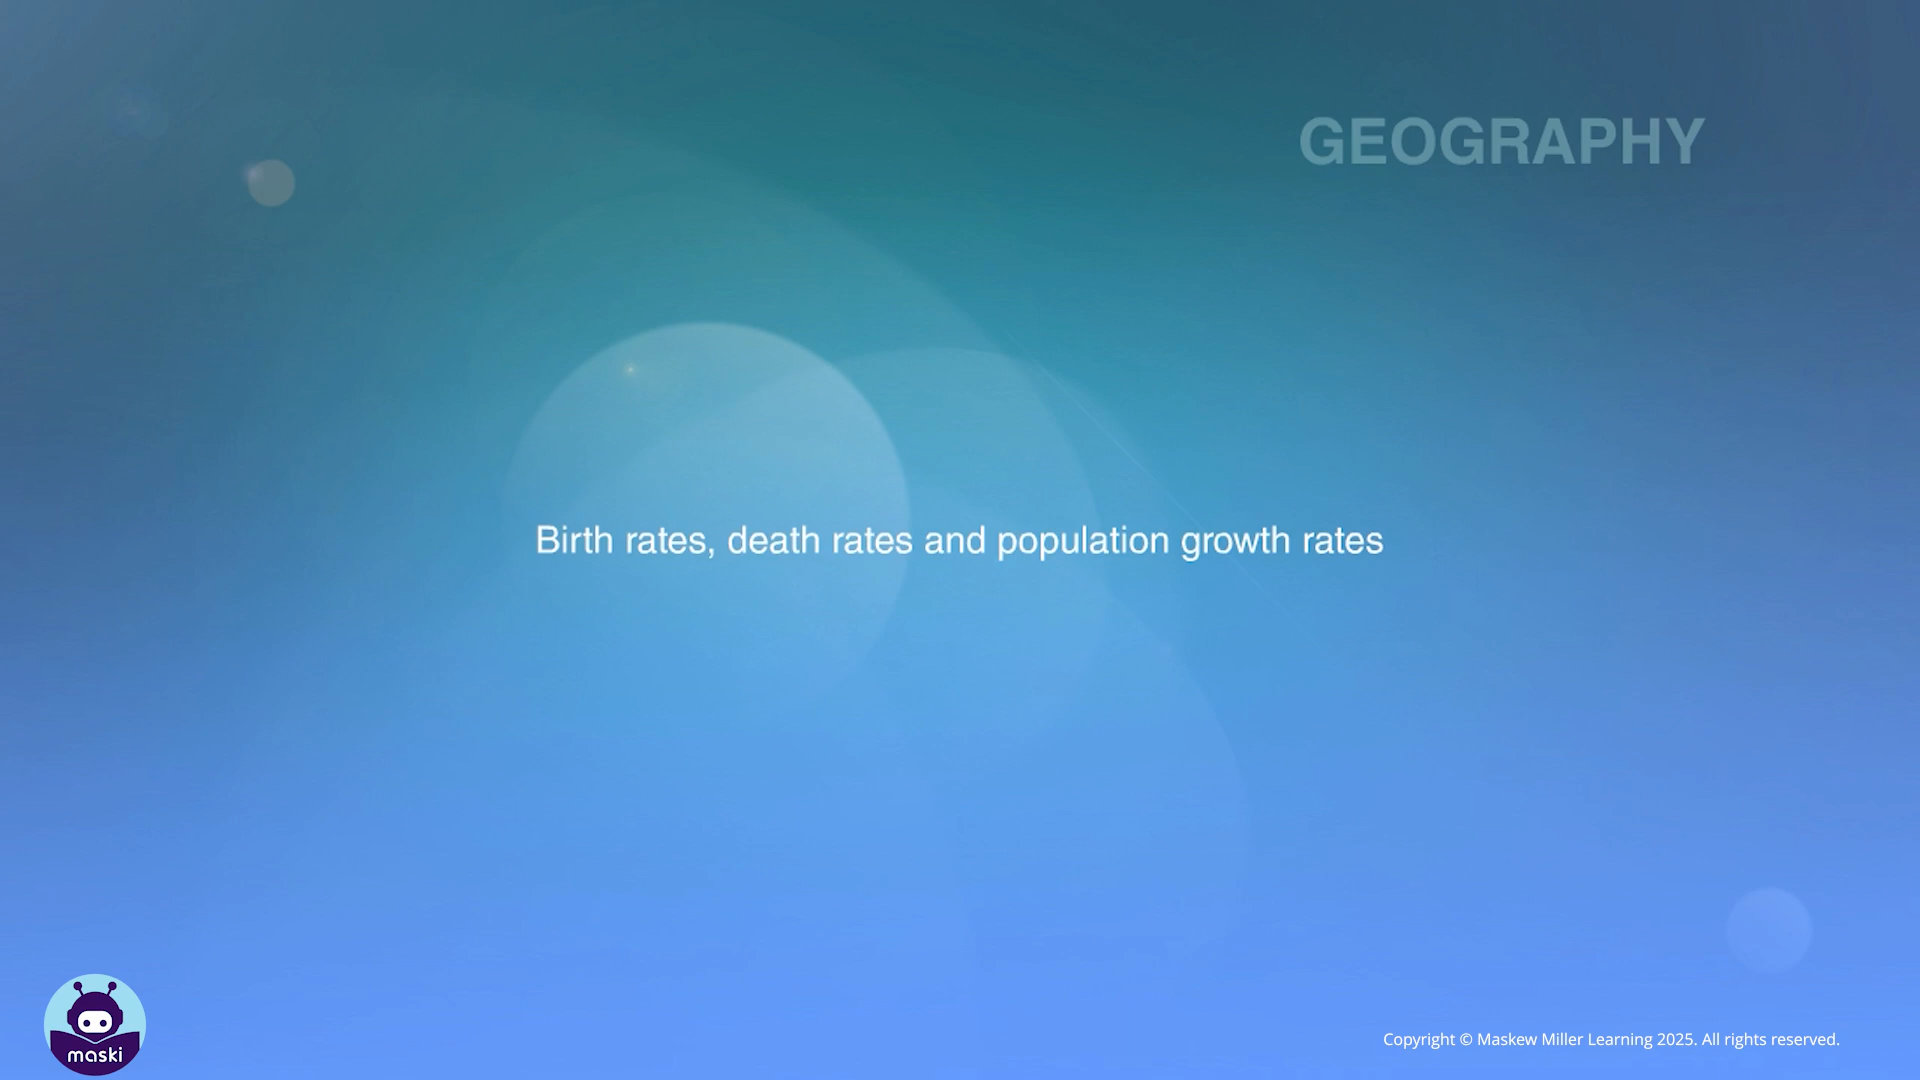 GEOGRAPHY
Birth rates, death rates and population growth rates
maski
Copyright © Maskew Miller Learning 2025. All rights reserved.